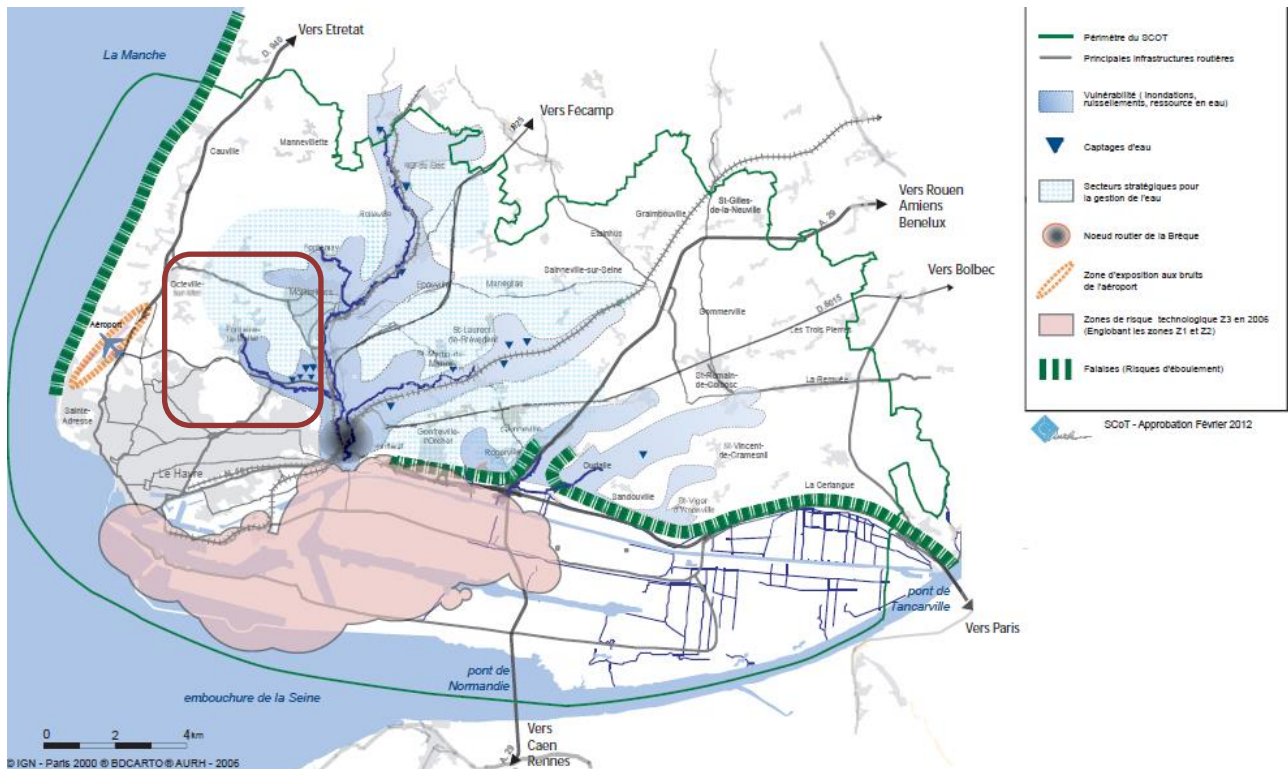 La Manche
D. 940
Vers Etretat
Vers Fécamp
Cauville
Mannevillette
Rolleville
Fontenay
Octeville-
sur-Mer
Montivilliers
Epouville
Manéglise
Sainneville-sur-Seine
Etainhus
Graimbouville
St-Gilles-
de-la-Neuville
Vers Rouen
Amiens
Benelux
A. 29
Vers Bolbec
D. 6015
Gommerville
Les Trois Pierres
St-Romain-
de-Colbosc
La Remuée
Aéroport
St-Laurent
de-Brévedent
Sainte-
Adresse
Le Havre
Gonfreville
l'Orcher
Rogerville
Oudalle
Sandouville
St-Vigor
d'Ymonville
St-Vincent-
de-Cramesnil
La Cerlangue
pont de
Tancarville
Vers Paris
pont de
Normandie
embouchure de la Seine
Vers
Caen
Rennes
0 2 4 km
© IGN - Paris 2000 ® BDCARTO ® AURH - 2006
Périmètre du SCOT
Principales infrastructures routières
Vulnérabilité ( Inondations,
ruissellements, ressource en eau)
Captages d'eau
Secteurs stratégiques pour
la gestion de l'eau
Noeud routier de la Brèque
Zone d'exposition aux bruits
de l'aéroport
Zones de risque technologique Z3 en 2006
(Englobant les zones Z1 et Z2)
Falaises (Risques d'éboulement)
SCoT - Approbation Février 2012